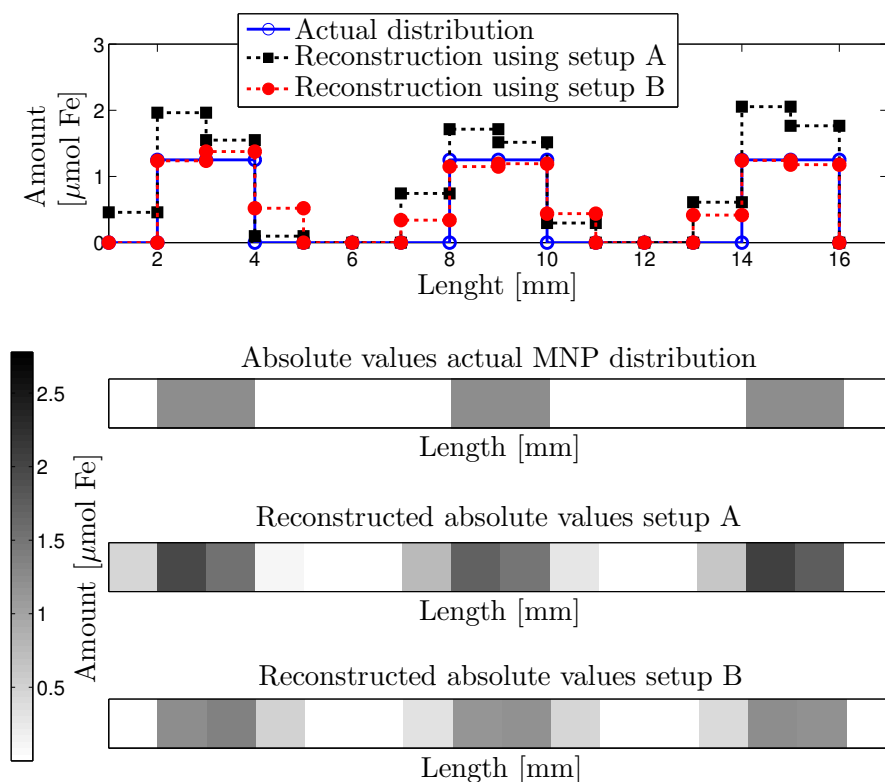 Actual distribution
Reconstruction using setup A
Reconstruction using setup B
3
2
1
0
Amount
[μmol Fe]
2 4 6 8 10 12 14 16
Lenght [mm]
Absolute values actual MNP distribution
Length [mm]
Reconstructed absolute values setup A
Length [mm]
Reconstructed absolute values setup B
Length [mm]
2.5
2
1.5
1
0.5
Amount [μmol Fe]